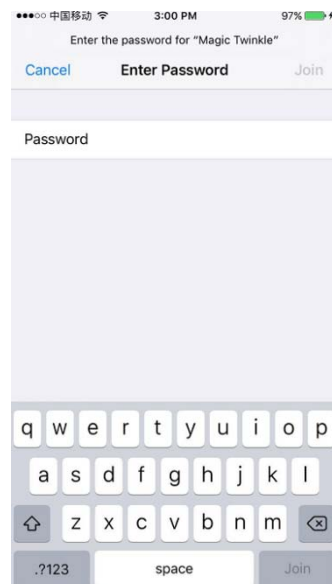 中国移动 3:00 PM 97%
Enter the password for “Magic Twinkle”
Cancel Enter Password Join
Password
q w e r t y u i o p
a s d f g h j k l
z x c v b n m
.?123 space Join